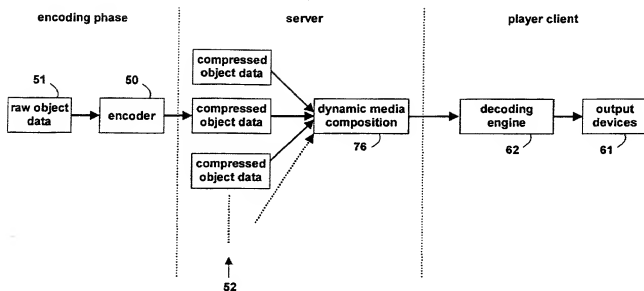 encoding phase
server
player client
compressed
object data
51
50
raw object
data
encoder
compressed
object data
dynamic media
composition
decoding
engine
output
devices
76
62
61
compressed
object data
52